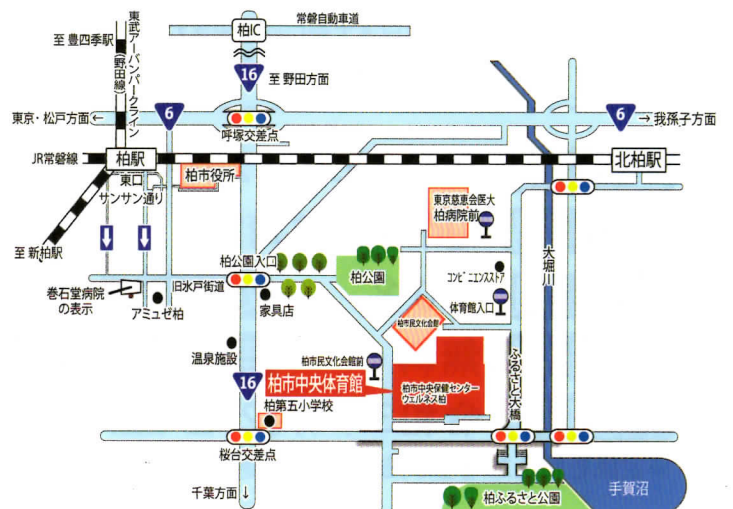 常磐自動車道
柏IC
東武アーバンパークライン
(野田線)
至 豊四季駅
16
至 野田方面
東京・松戸方面←
6
呼塚交差点
6
→我孫子方面
JR常磐線
柏駅
北柏駅
東口
サンサン通り
柏市役所
東京慈恵会医大
柏病院前
至 新柏駅
大堀川
柏公園入口
柏公園
コンビニエンスストア
旧水戸街道
巻石堂病院
の表示
アミュゼ柏
家具店
体育館入口
柏市民文化会館
温泉施設
柏市民文化会館前
ふるさと大橋
16
柏市中央体育館
柏市中央保健センター
ウェルネス柏
柏第五小学校
桜台交差点
千葉方面↓
柏ふるさと公園
手賀沼